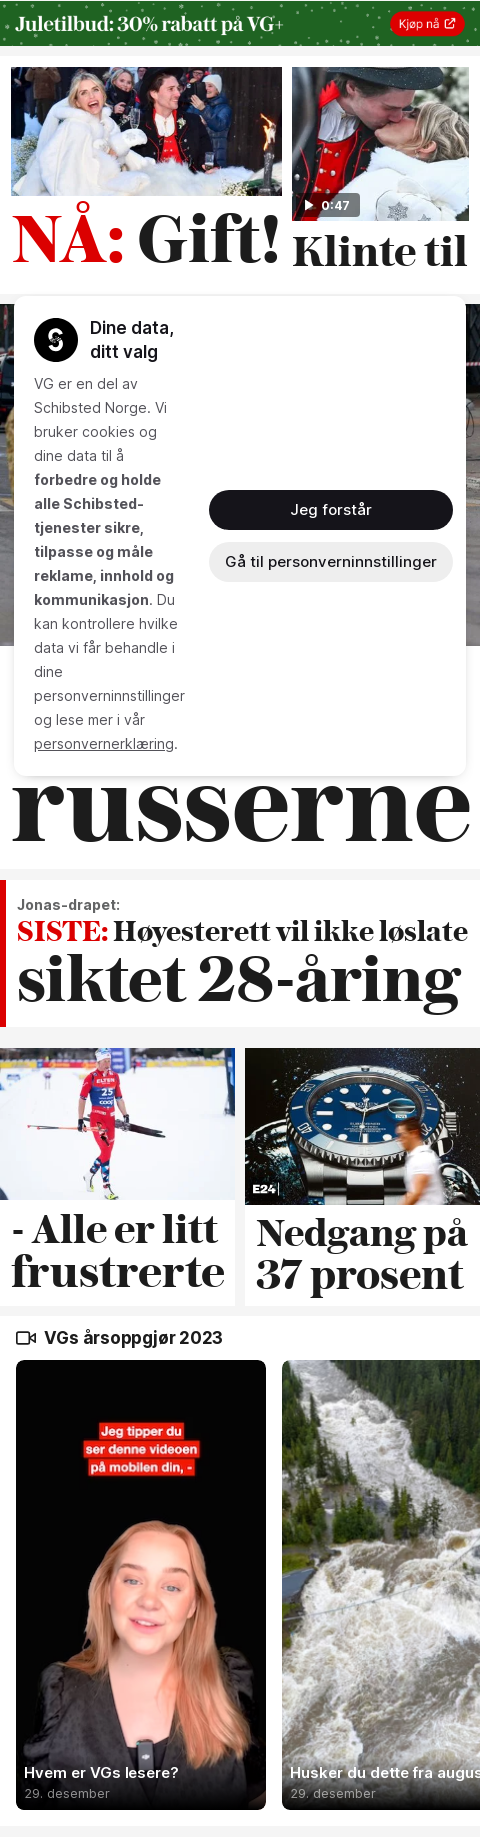 Juletilbud: 30% rabatt på VG+
Kjøp nå
0:47
NÅ: Gift!
Klinte til
Dine data,
ditt valg
VG er en del av
Schibsted Norge. Vi
bruker cookies og
dine data til å
forbedre og holde
alle Schibsted-
tjenester sikre,
tilpasse og måle
reklame, innhold og
kommunikasjon. Du
kan kontrollere hvilke
data vi får behandle i
dine
personverninnstillinger
og lese mer i vår
personvernerklæring.
Jeg forstår
Gå til personverninnstillinger
russerne
Jonas-drapet:
SISTE: Høyesterett vil ikke løslate
siktet 28-åring
25
E24
- Alle er litt
frustrerte
Nedgang på
37 prosent
VGs årsoppgjør 2023
Jeg tipper du
ser denne videoen
på mobilen din, -
Hvem er VGs lesere?
29. desember
Husker du dette fra augus
29. desember